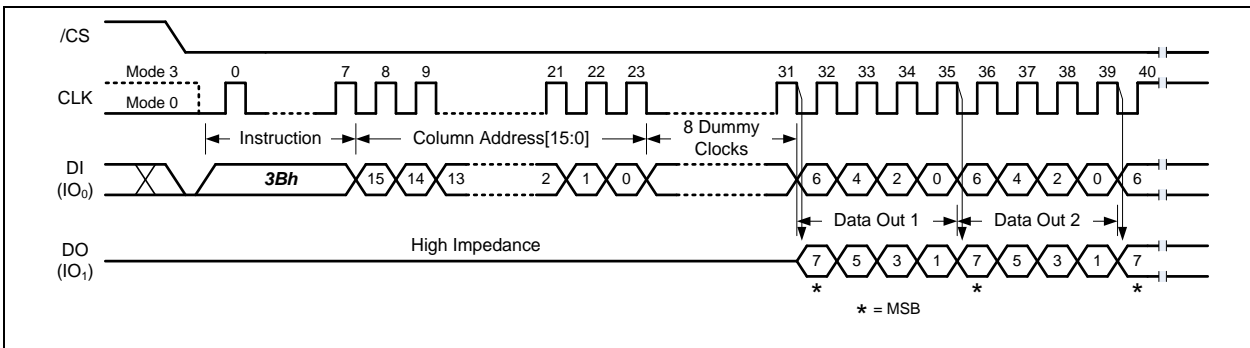 /CS
Mode 3 0 7 8 9 21 22 23 31 32 33 34 35 36 37 38 39 40
CLK
Mode 0
Instruction Column Address[15:0] 8 Dummy Clocks
DI
(IO0)
3Bh 15 14 13 2 1 0 6 4 2 0 6 4 2 0 6
Data Out 1 Data Out 2
DO
(IO1)
High Impedance
7 5 3 1 7 5 3 1 7
* * *
* = MSB